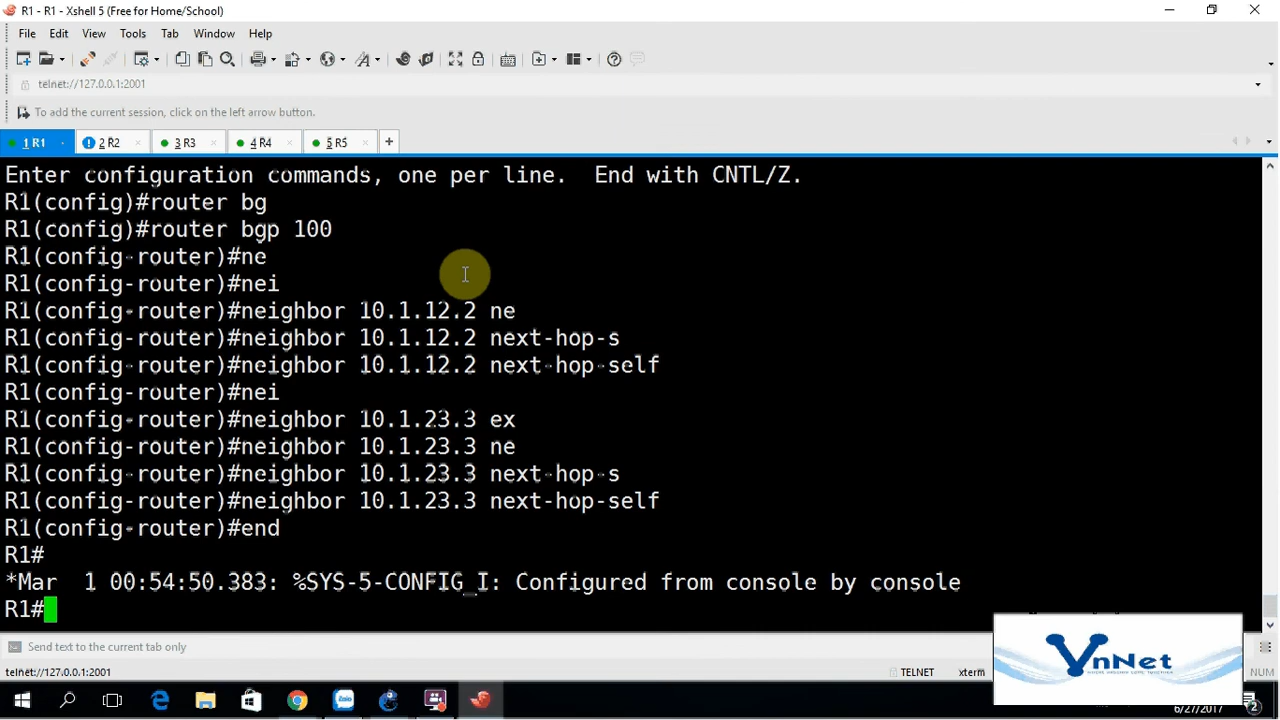 R1 - R1 - Xshell 5 (Free for Home/School)
File Edit View Tools Tab Window Help
telnet://127.0.0.1:2001
To add the current session, click on the left arrow button.
1 R1 2 R2 3 R3 4 R4 5 R5
Enter configuration commands, one per line.  End with CNTL/Z.
R1(config)#router bg
R1(config)#router bgp 100
R1(config-router)#ne
R1(config-router)#nei
R1(config-router)#neighbor 10.1.12.2 ne
R1(config-router)#neighbor 10.1.12.2 next-hop-s
R1(config-router)#neighbor 10.1.12.2 next-hop-self
R1(config-router)#nei
R1(config-router)#neighbor 10.1.23.3 ex
R1(config-router)#neighbor 10.1.23.3 ne
R1(config-router)#neighbor 10.1.23.3 next-hop-s
R1(config-router)#neighbor 10.1.23.3 next-hop-self
R1(config-router)#end
R1#
*Mar  1 00:54:50.383: %SYS-5-CONFIG_I: Configured from console by console
R1#
Send text to the current tab only
telnet://127.0.0.1:2001 TELNET xterm NUM
VnNet
Zalo
6/27/2017 2